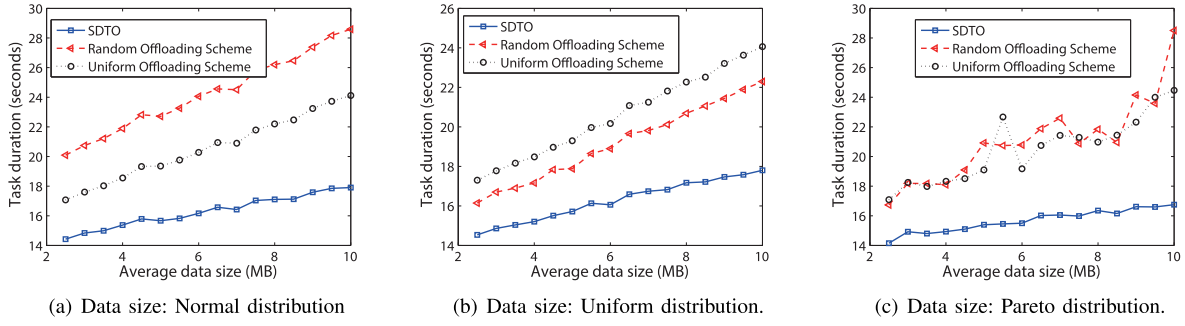 30
28
26
24
22
20
18
16
14
2
4
6
8
10
Task duration (seconds)
Average data size (MB)
SDTO
Random Offloading Scheme
Uniform Offloading Scheme
(a) Data size: Normal distribution
26
24
22
20
18
16
14
2
4
6
8
10
Task duration (seconds)
Average data size (MB)
SDTO
Random Offloading Scheme
Uniform Offloading Scheme
(b) Data size: Uniform distribution.
30
28
26
24
22
20
18
16
14
2
4
6
8
10
Task duration (seconds)
Average data size (MB)
SDTO
Random Offloading Scheme
Uniform Offloading Scheme
(c) Data size: Pareto distribution.